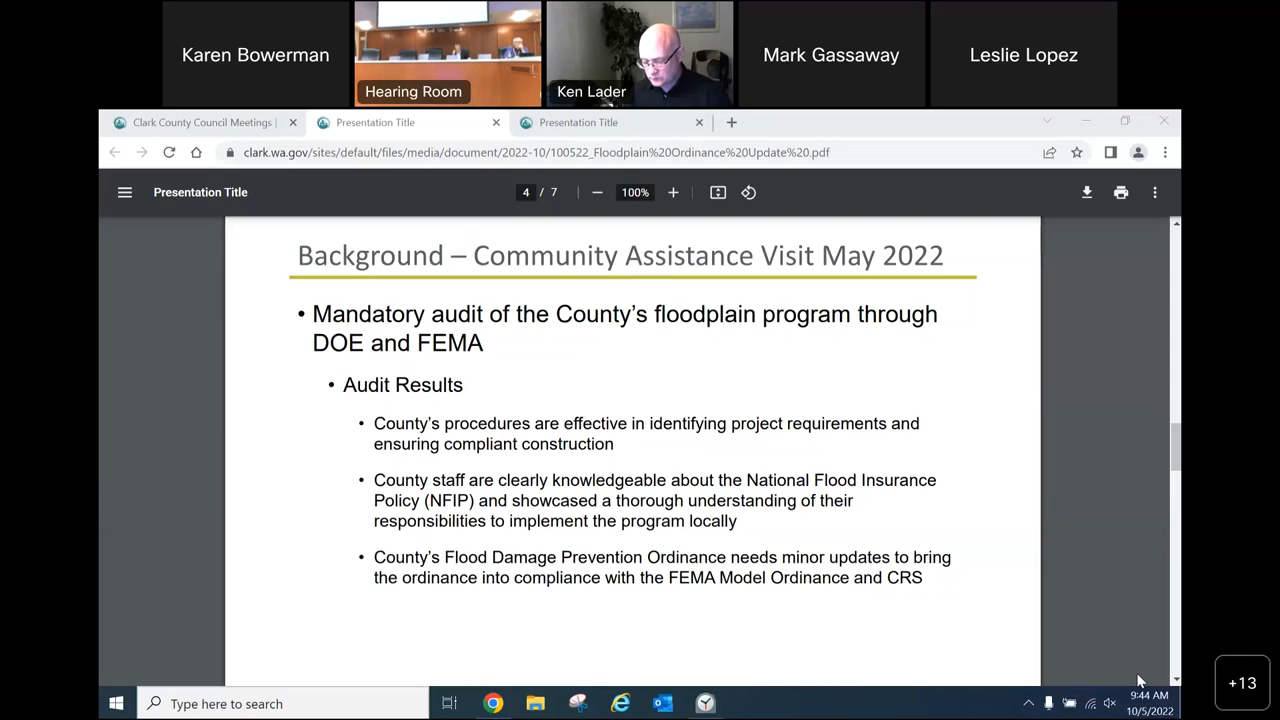 Karen Bowerman
Hearing Room
Ken Lader
Mark Gassaway
Leslie Lopez
Clark County Council Meetings |
Presentation Title
Presentation Title
clark.wa.gov/sites/default/files/media/document/2022-10/100522_Floodplain%20Ordinance%20Update%20.pdf
Presentation Title
4 / 7
100%
Background – Community Assistance Visit May 2022
• Mandatory audit of the County's floodplain program through
DOE and FEMA
• Audit Results
• County's procedures are effective in identifying project requirements and
ensuring compliant construction
• County staff are clearly knowledgeable about the National Flood Insurance
Policy (NFIP) and showcased a thorough understanding of their
responsibilities to implement the program locally
• County's Flood Damage Prevention Ordinance needs minor updates to bring
the ordinance into compliance with the FEMA Model Ordinance and CRS
+13
Type here to search
9:44 AM
10/5/2022